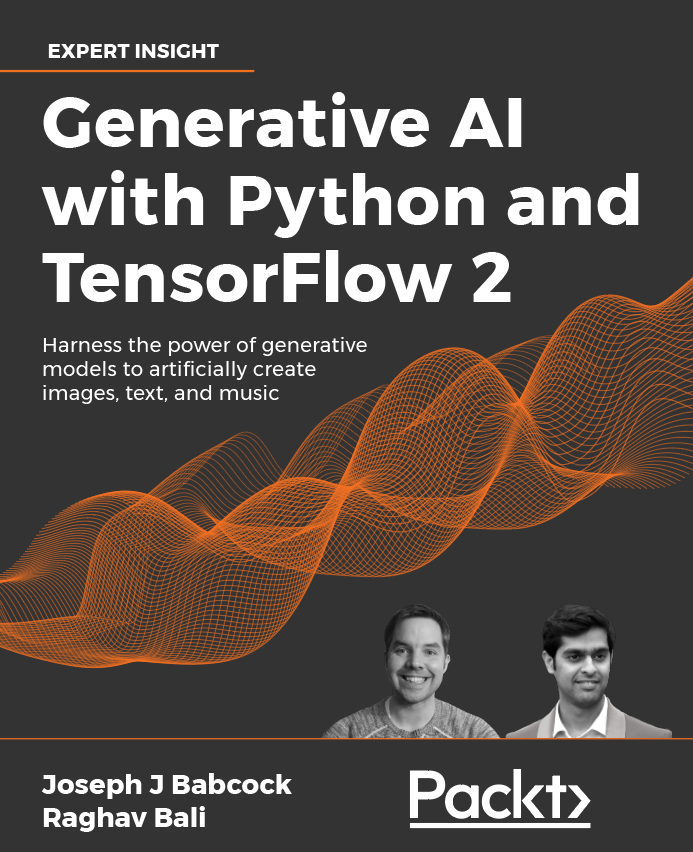 EXPERT INSIGHT
Generative AI
with Python and
TensorFlow 2
Harness the power of generative
models to artificially create
images, text, and music
Joseph J Babcock
Raghav Bali
Packt>